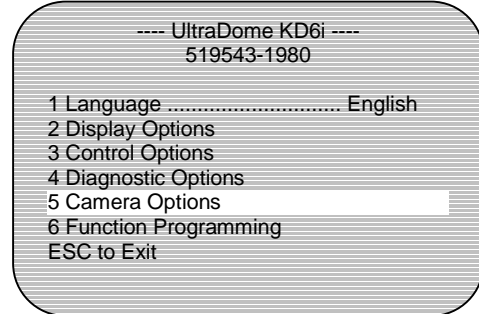 ---- UltraDome KD6i ----
519543-1980
1 Language ............................. English
2 Display Options
3 Control Options
4 Diagnostic Options
5 Camera Options
6 Function Programming
ESC to Exit